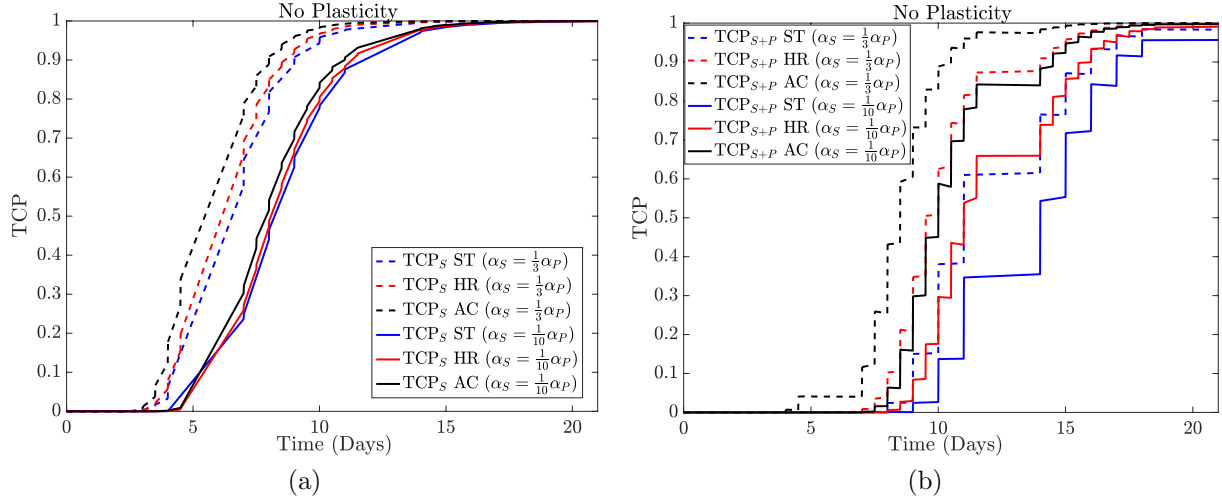 No Plasticity
1
0.9
0.8
0.7
0.6
0.5
0.4
0.3
0.2
0.1
0
TCP
0 5 10 15 20
Time (Days)
TCP_S ST (α_S = 1/3 α_P)
TCP_S HR (α_S = 1/3 α_P)
TCP_S AC (α_S = 1/3 α_P)
TCP_S ST (α_S = 1/10 α_P)
TCP_S HR (α_S = 1/10 α_P)
TCP_S AC (α_S = 1/10 α_P)
(a)
No Plasticity
1
0.9
0.8
0.7
0.6
0.5
0.4
0.3
0.2
0.1
0
TCP
0 5 10 15 20
Time (Days)
TCP_{S+P} ST (α_S = 1/3 α_P)
TCP_{S+P} HR (α_S = 1/3 α_P)
TCP_{S+P} AC (α_S = 1/3 α_P)
TCP_{S+P} ST (α_S = 1/10 α_P)
TCP_{S+P} HR (α_S = 1/10 α_P)
TCP_{S+P} AC (α_S = 1/10 α_P)
(b)